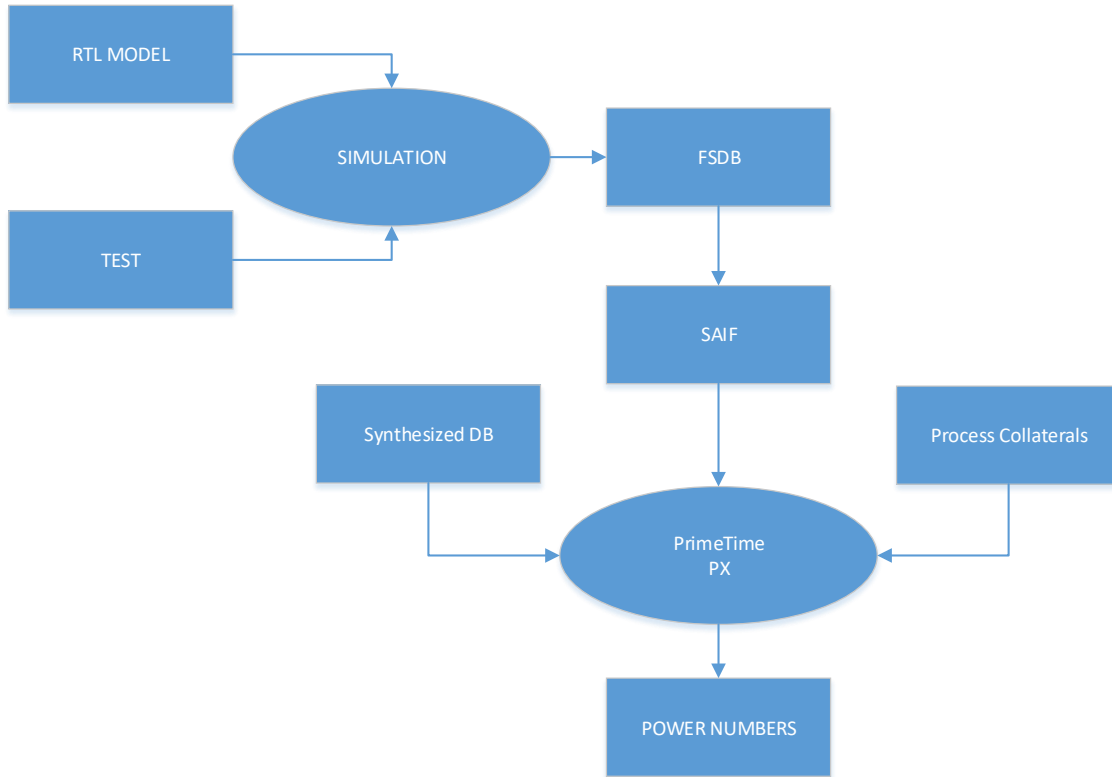 RTL MODEL
SIMULATION
FSDB
TEST
SAIF
Synthesized DB
Process Collaterals
PrimeTime
PX
POWER NUMBERS